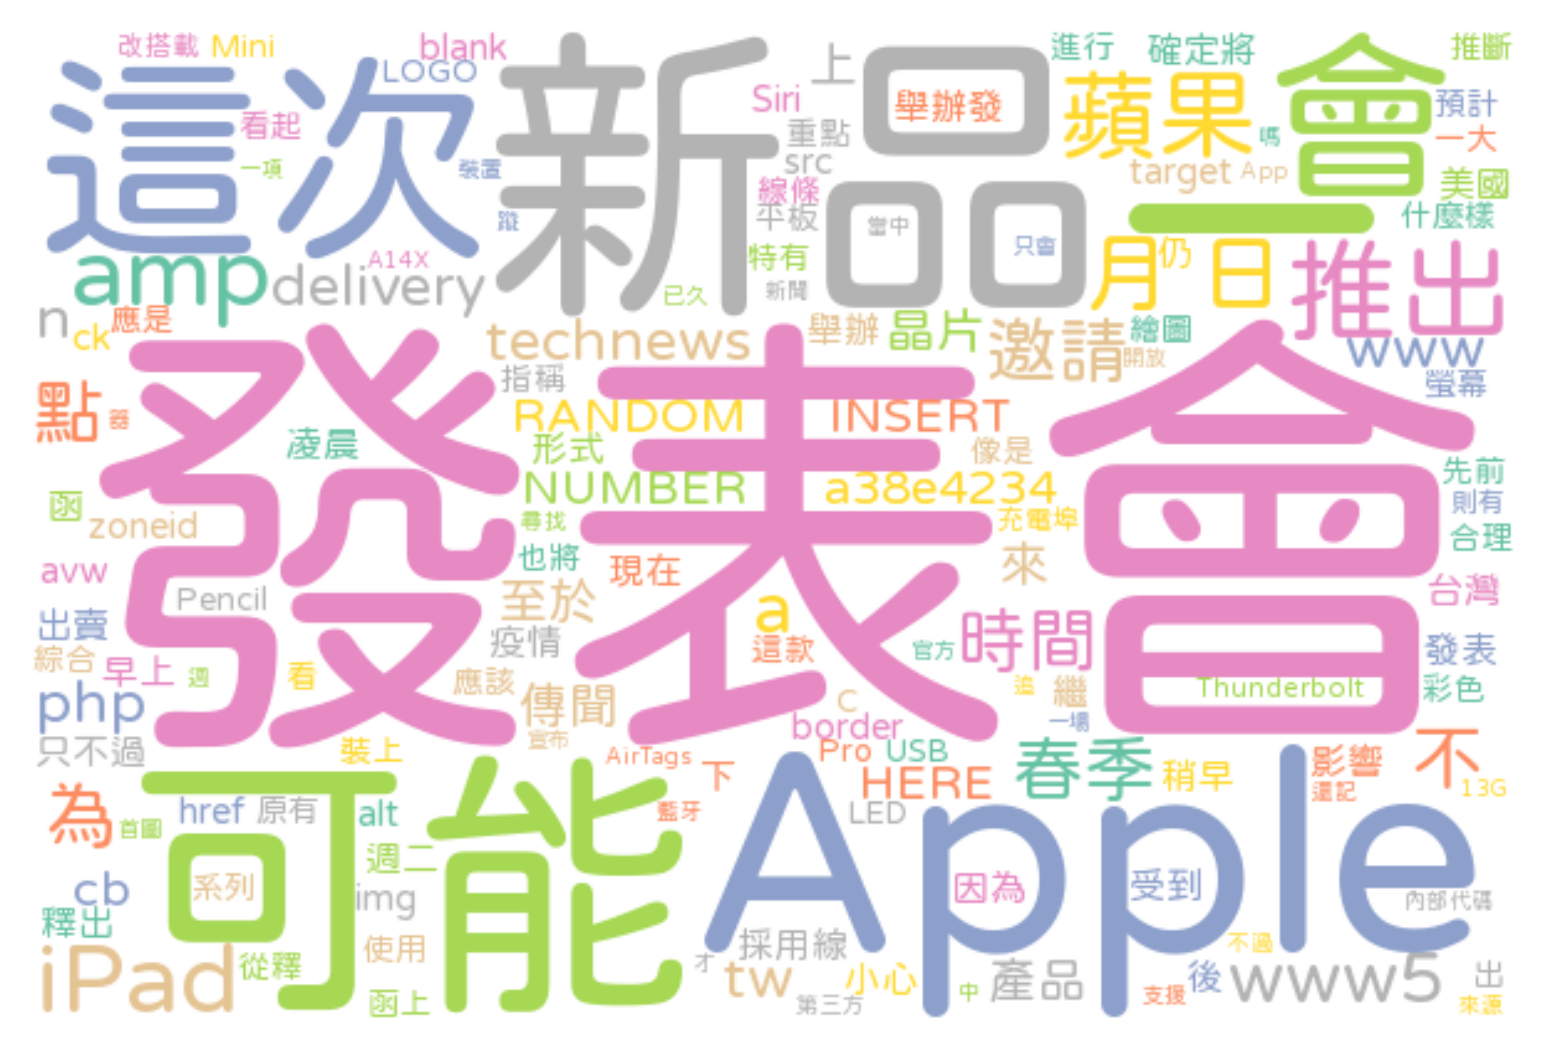 改搭載 Mini blank
LOGO
這次 新品 上 進行 確定將 會 推斷
看起 Siri 舉辦發 蘋果 預計
重點 嗎 一大
一項 裝置 src target App 美國
線條
蹤 平板 當中 一 什麼樣
amp delivery A14X 特有 只會 月 仍 日 推出
已久 新聞
n 應是 ck
technews 舉辦 晶片 邀請 繪圖 www
開放
點 器 指稱 螢幕
RANDOM INSERT
凌晨 形式 像是
NUMBER a38e4234 先前
函 尋找 充電埠 則有
zoneid 發表會 合理
也將
avw 現在 來
Pencil 至於 a 台灣
出賣 疫情 這款 官方 時間 發表
綜合 早上 週 看 應該 追 繼 Thunderbolt 彩色
php 傳聞 C 一場
只不過 裝上 宣布 border
AirTags 下 Pro USB 春季 稍早 影響 不
HERE 還記 13G
為 首圖 href 原有 alt 藍牙 LED
可能 Apple
週二
cb 系列 img 因為 受到 內部代碼
釋出
iPad 從釋 使用 才 採用線 不過
函上 tw 小心 中 產品 後 www5 出
第三方 支援 來源